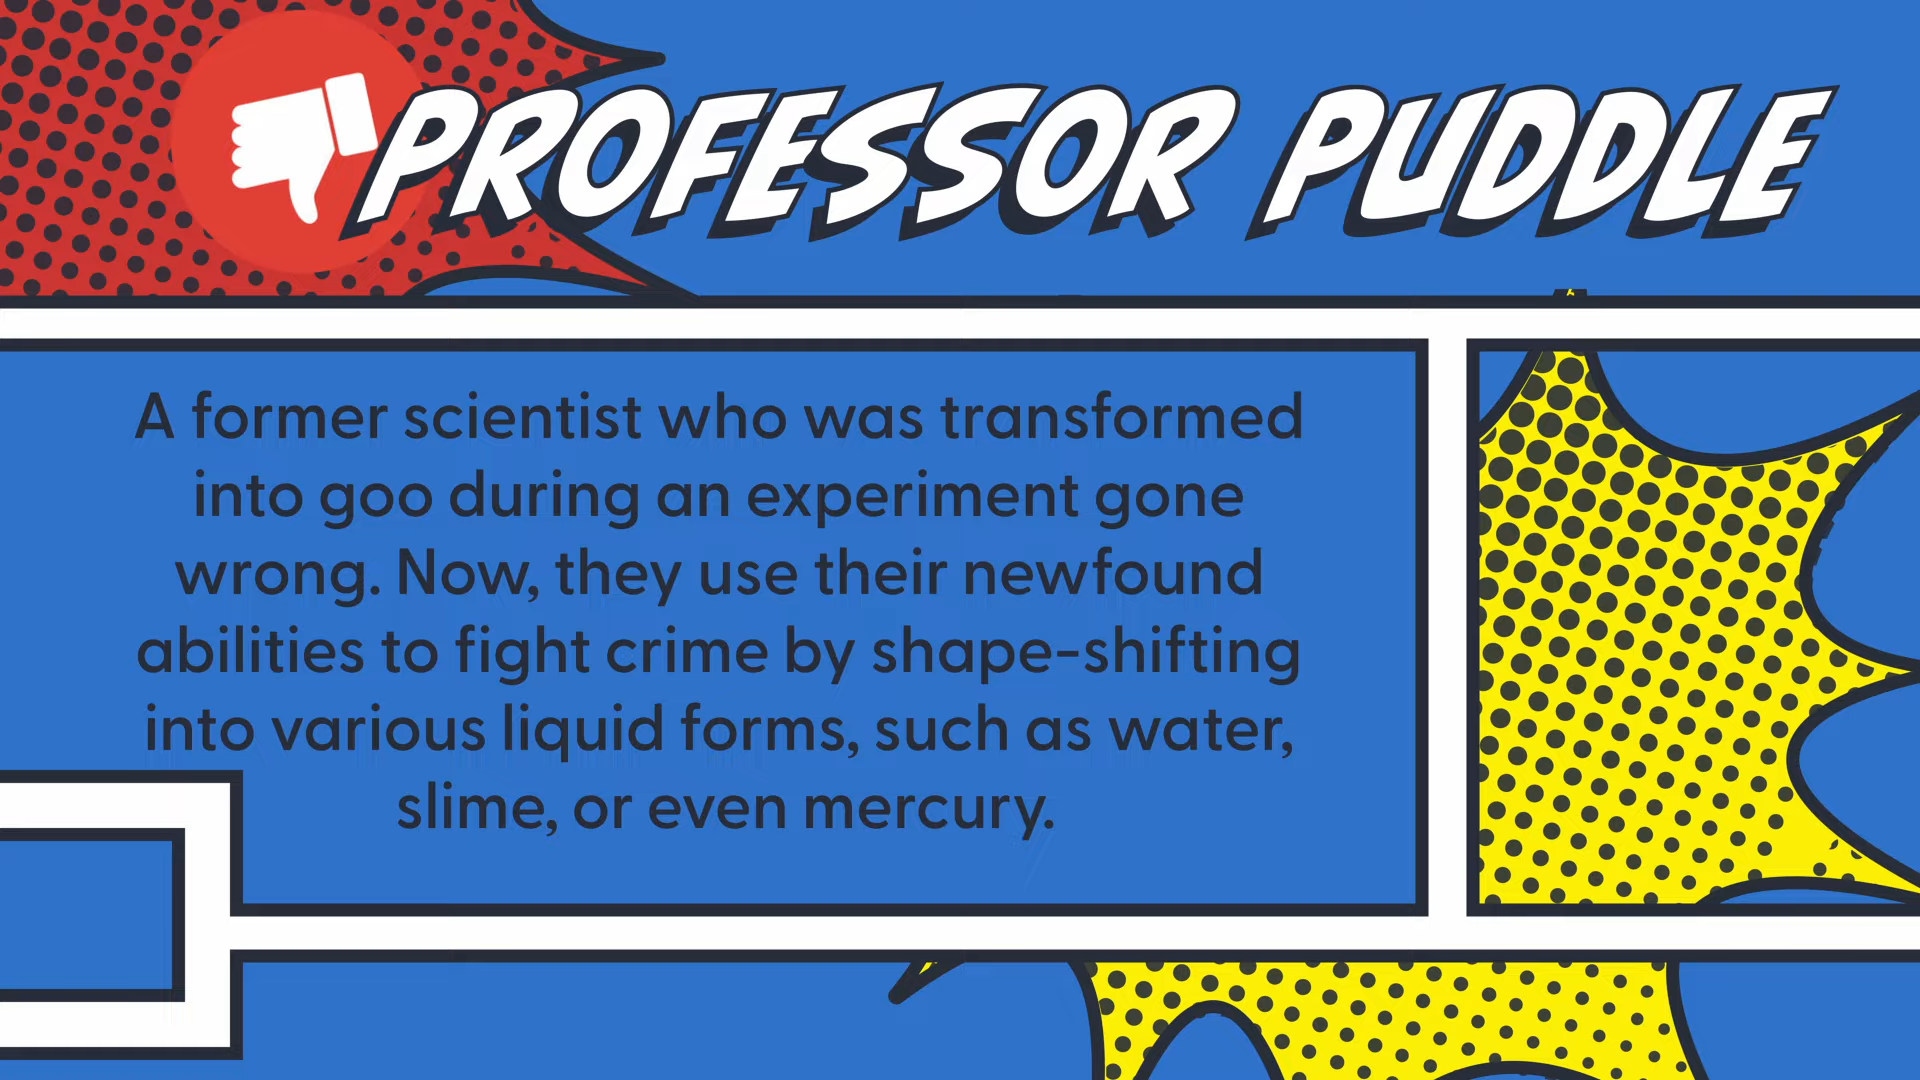 PROFESSOR PUDDLE
A former scientist who was transformed
into goo during an experiment gone
wrong. Now, they use their newfound
abilities to fight crime by shape-shifting
into various liquid forms, such as water,
slime, or even mercury.